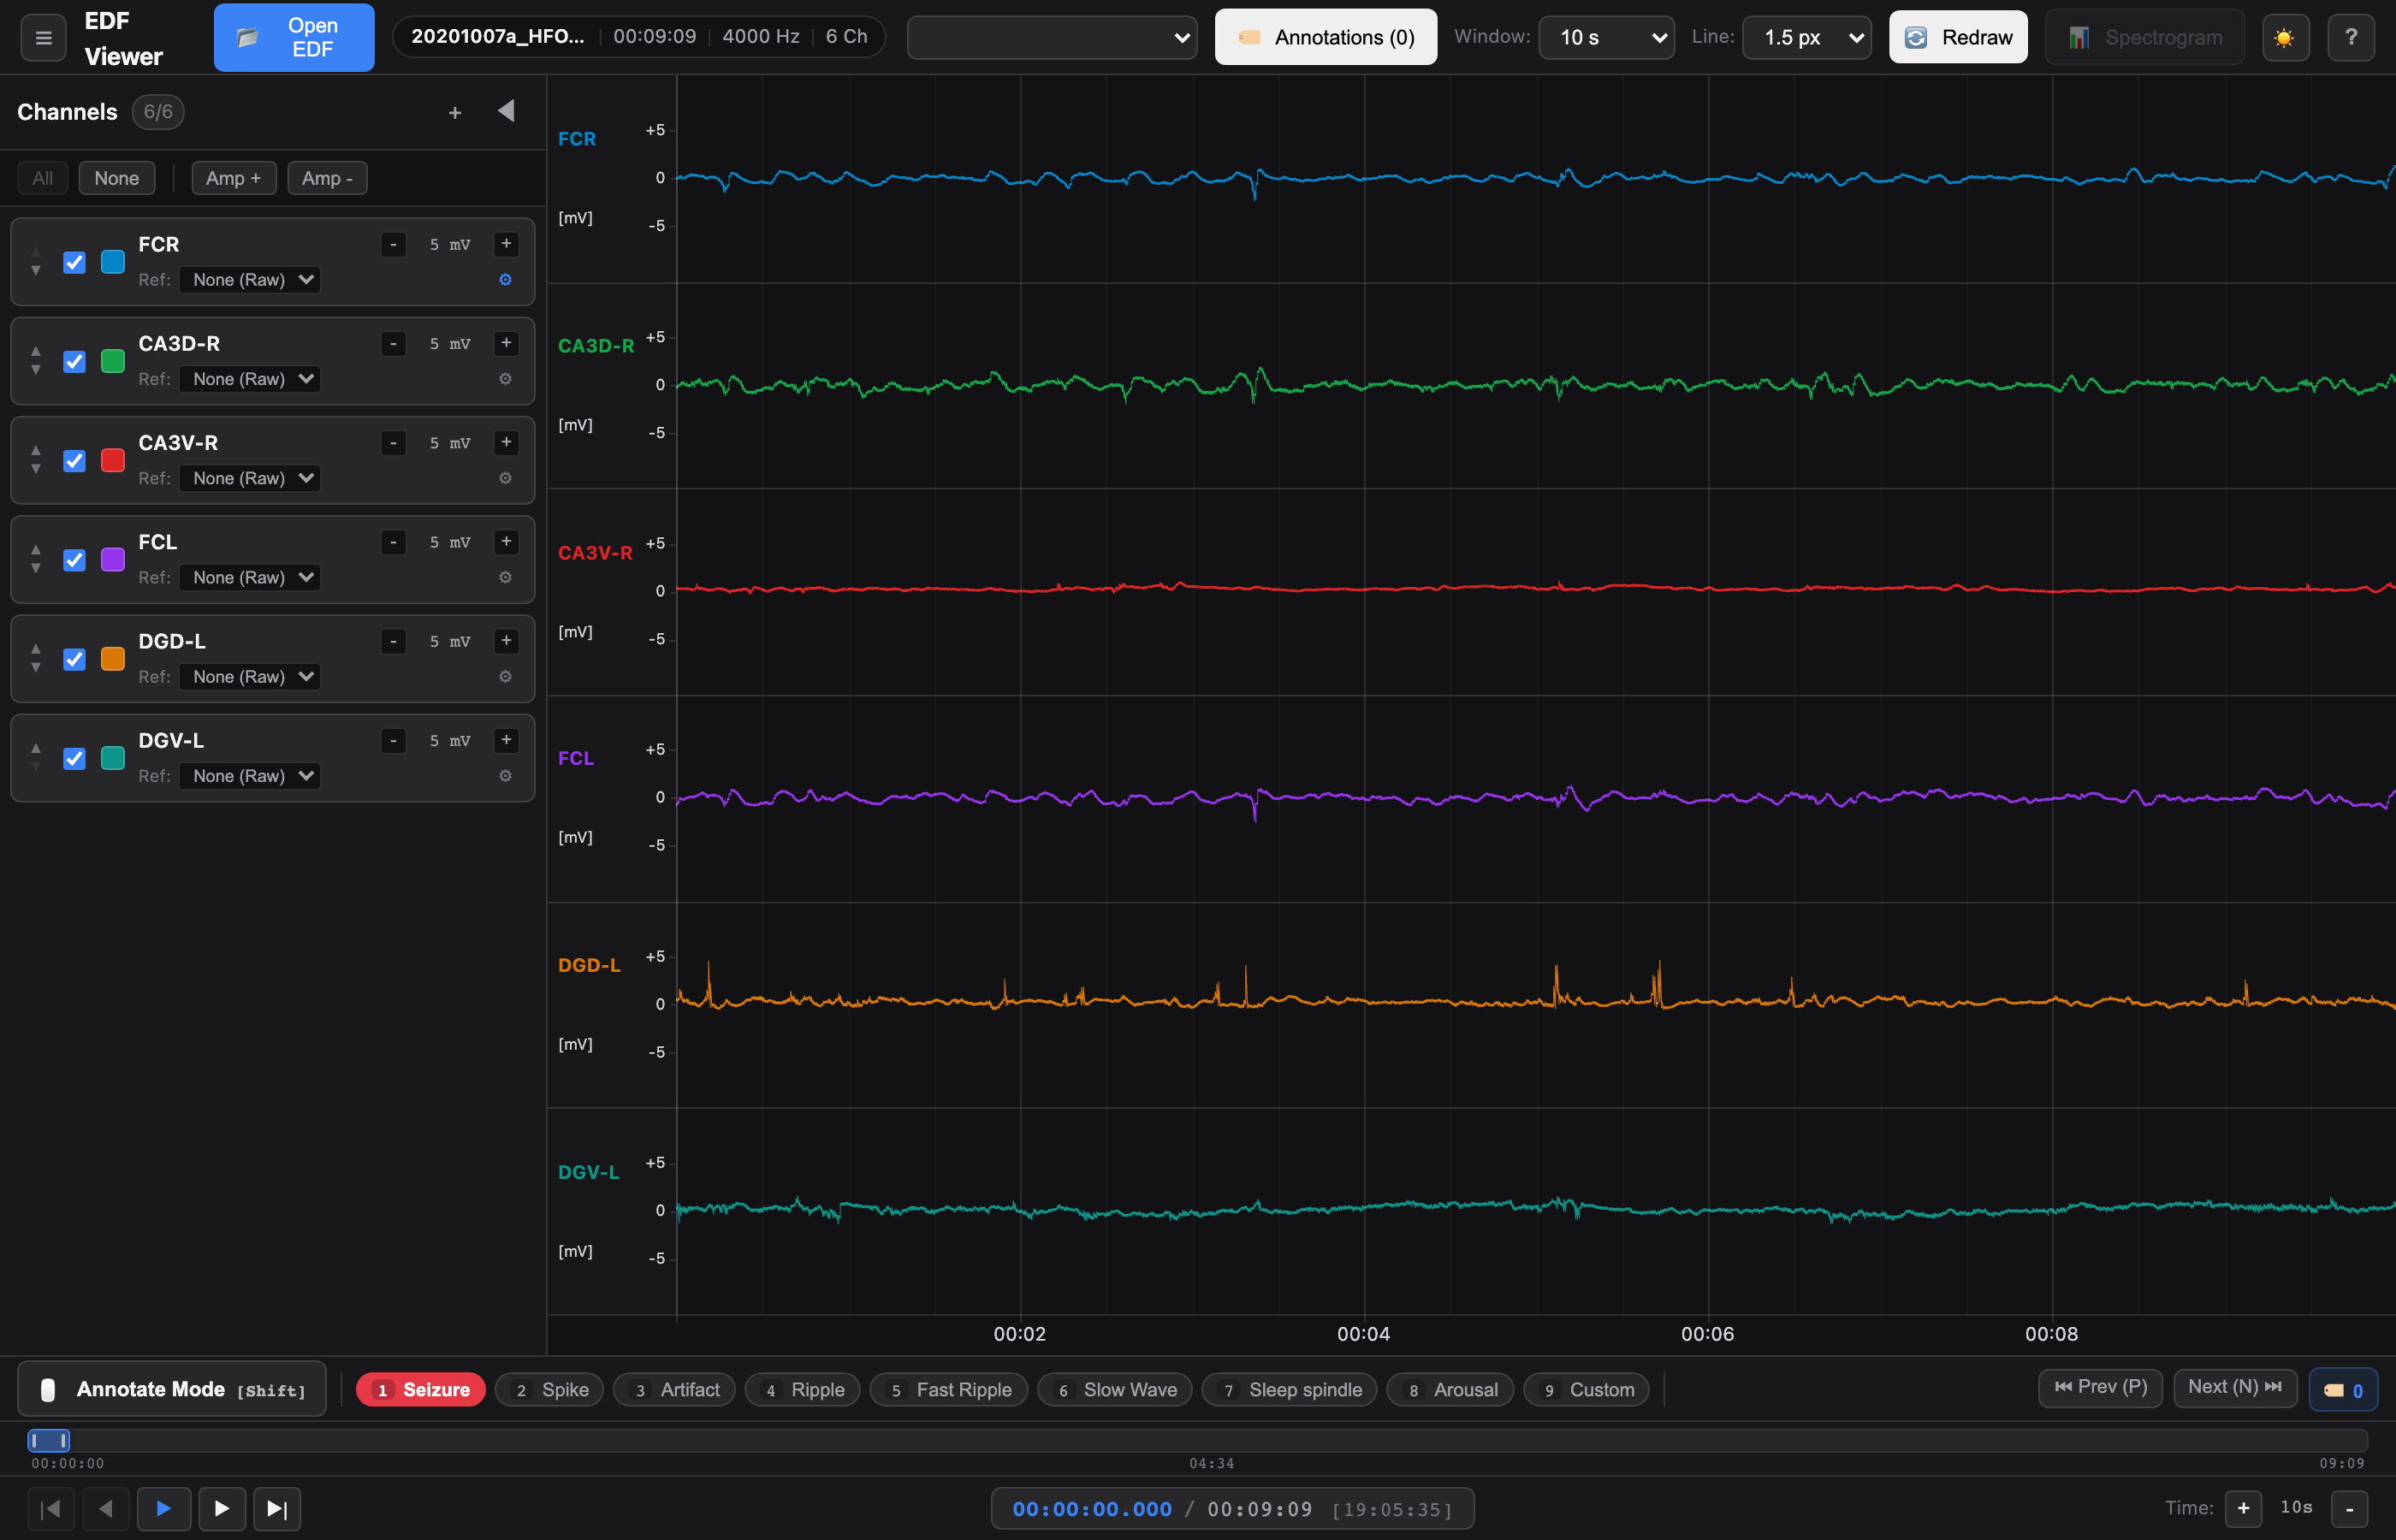 ☰ EDF Viewer Open EDF 20201007a_HFO... | 00:09:09 | 4000 Hz | 6 Ch Annotations (0) Window: 10 s Line: 1.5 px Redraw Spectrogram ?
Channels 6/6 +
All None Amp + Amp -
FCR - 5 mV +
Ref: None (Raw)
CA3D-R - 5 mV +
Ref: None (Raw)
CA3V-R - 5 mV +
Ref: None (Raw)
FCL - 5 mV +
Ref: None (Raw)
DGD-L - 5 mV +
Ref: None (Raw)
DGV-L - 5 mV +
Ref: None (Raw)
+5
FCR
0
[mV]
-5
+5
CA3D-R
0
[mV]
-5
+5
CA3V-R
0
[mV]
-5
+5
FCL
0
[mV]
-5
+5
DGD-L
0
[mV]
-5
+5
DGV-L
0
[mV]
-5
00:02 00:04 00:06 00:08
Annotate Mode [Shift] 1 Seizure 2 Spike 3 Artifact 4 Ripple 5 Fast Ripple 6 Slow Wave 7 Sleep spindle 8 Arousal 9 Custom Prev (P) Next (N) 0
00:00:00 04:34 09:09
00:00:00.000 / 00:09:09 [19:05:35] Time: + 10s -